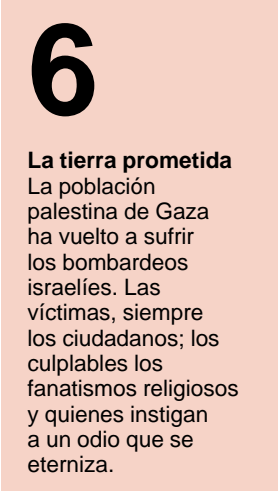 6
La tierra prometida
La población
palestina de Gaza
ha vuelto a sufrir
los bombardeos
israelíes. Las
víctimas, siempre
los ciudadanos; los
culpables los
fanatismos religiosos
y quienes instigan
a un odio que se
eterniza.